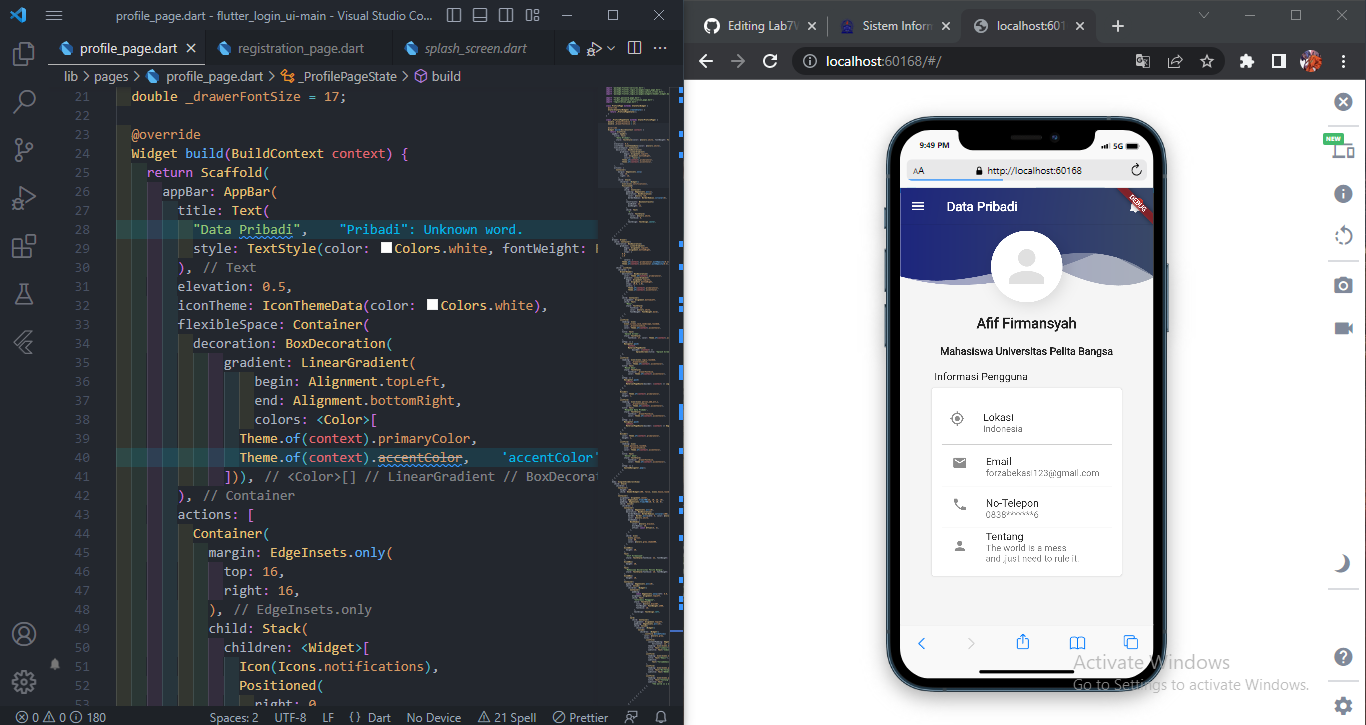 profile_page.dart - flutter_login_ui-main - Visual Studio Co...
profile_page.dart
registration_page.dart
splash_screen.dart
lib > pages > profile_page.dart > _ProfilePageState > build
21 double _drawerFontSize = 17;
22
23 @override
24 Widget build(BuildContext context) {
25 return Scaffold(
26 appBar: AppBar(
27 title: Text(
28 "Data Pribadi", "Pribadi": Unknown word.
29 style: TextStyle(color: Colors.white, fontWeight:
30 ), // Text
31 elevation: 0.5,
32 iconTheme: IconThemeData(color: Colors.white),
33 flexibleSpace: Container(
34 decoration: BoxDecoration(
35 gradient: LinearGradient(
36 begin: Alignment.topLeft,
37 end: Alignment.bottomRight,
38 colors: <Color>[
39 Theme.of(context).primaryColor,
40 Theme.of(context).accentColor, 'accentColor'
41 ])), // <Color>[] // LinearGradient // BoxDecorat
42 ), // Container
43 actions: [
44 Container(
45 margin: EdgeInsets.only(
46 top: 16,
47 right: 16,
48 ), // EdgeInsets.only
49 child: Stack(
50 children: <Widget>[
51 Icon(Icons.notifications),
52 Positioned(
53 right: 0
0 0 180
Spaces: 2 UTF-8 LF {} Dart No Device 21 Spell Prettier
Editing Lab7
Sistem Inform
localhost:601
localhost:60168/#/
NEW
9:49 PM
5G
AA
http://localhost:60168
Data Pribadi
DEBUG
Afif Firmansyah
Mahasiswa Universitas Pelita Bangsa
Informasi Pengguna
Lokasi
Indonesia
Email
forzabekasi123@gmail.com
No-Telepon
0838*******6
Tentang
The world is a mess
and ,just need to rule it.
Activate Windows
Go to Settings to activate Windows.